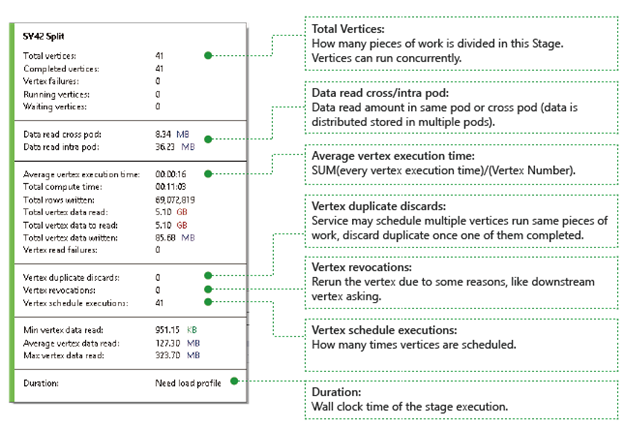 SV42 Split
Total vertices: 41
Completed vertices: 41
Vertex failures: 0
Running vertices: 0
Waiting vertices: 0
Data read cross pod: 8.34 MB
Data read intra pod: 36.23 MB
Average vertex execution time: 00:00:16
Total compute time: 00:11:03
Total rows written: 69,072,819
Total vertex data read: 5.10 GB
Total vertex data to read: 5.10 GB
Total vertex data written: 85.68 MB
Vertex read failures: 0
Vertex duplicate discards: 0
Vertex revocations: 0
Vertex schedule executions: 41
Min vertex data read: 951.15 KB
Average vertex data read: 127.30 MB
Max vertex data read: 323.70 MB
Duration: Need load profile
Total Vertices:
How many pieces of work is divided in this Stage.
Vertices can run concurrently.
Data read cross/intra pod:
Data read amount in same pod or cross pod (data is
distributed stored in multiple pods).
Average vertex execution time:
SUM(every vertex execution time)/(Vertex Number).
Vertex duplicate discards:
Service may schedule multiple vertices run same pieces of
work, discard duplicate once one of them completed.
Vertex revocations:
Rerun the vertex due to some reasons, like downstream
vertex asking.
Vertex schedule executions:
How many times vertices are scheduled.
Duration:
Wall clock time of the stage execution.